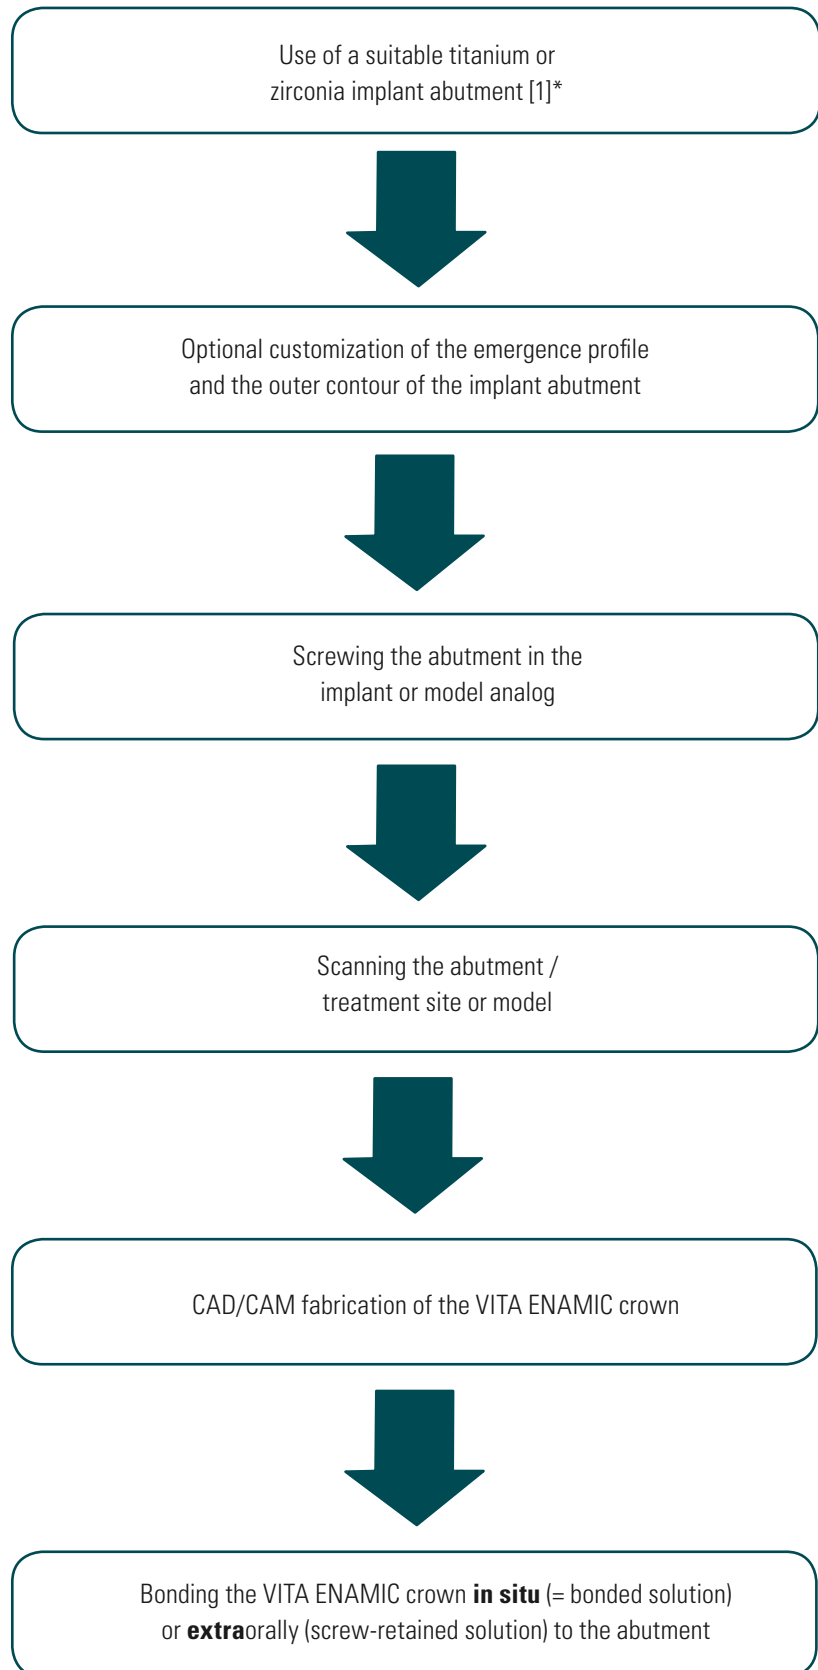 Use of a suitable titanium or
zirconia implant abutment [1]*
Optional customization of the emergence profile
and the outer contour of the implant abutment
Screwing the abutment in the
implant or model analog
Scanning the abutment /
treatment site or model
CAD/CAM fabrication of the VITA ENAMIC crown
Bonding the VITA ENAMIC crown in situ (= bonded solution)
or extraorally (screw-retained solution) to the abutment